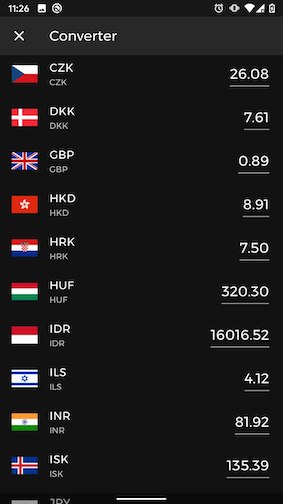 11:26
Converter
CZK
CZK
26.08
DKK
DKK
7.61
GBP
GBP
0.89
HKD
HKD
8.91
HRK
HRK
7.50
HUF
HUF
320.30
IDR
IDR
16016.52
ILS
ILS
4.12
INR
INR
81.92
ISK
ISK
135.39
JPY